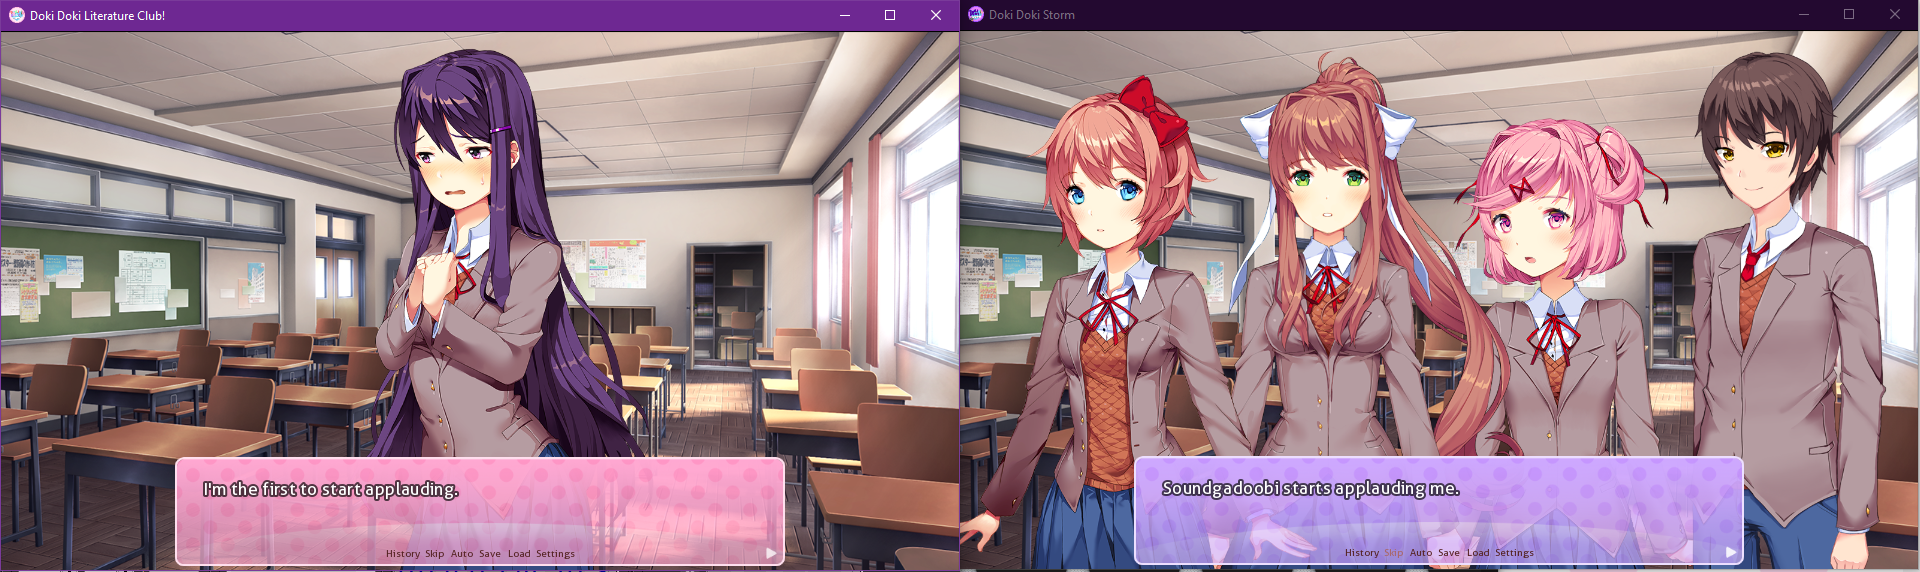 Doki Doki Literature Club!
I'm the first to start applauding.
History Skip Auto Save Load Settings
Doki Doki Storm
Soundgadoobi starts applauding me.
History Skip Auto Save Load Settings